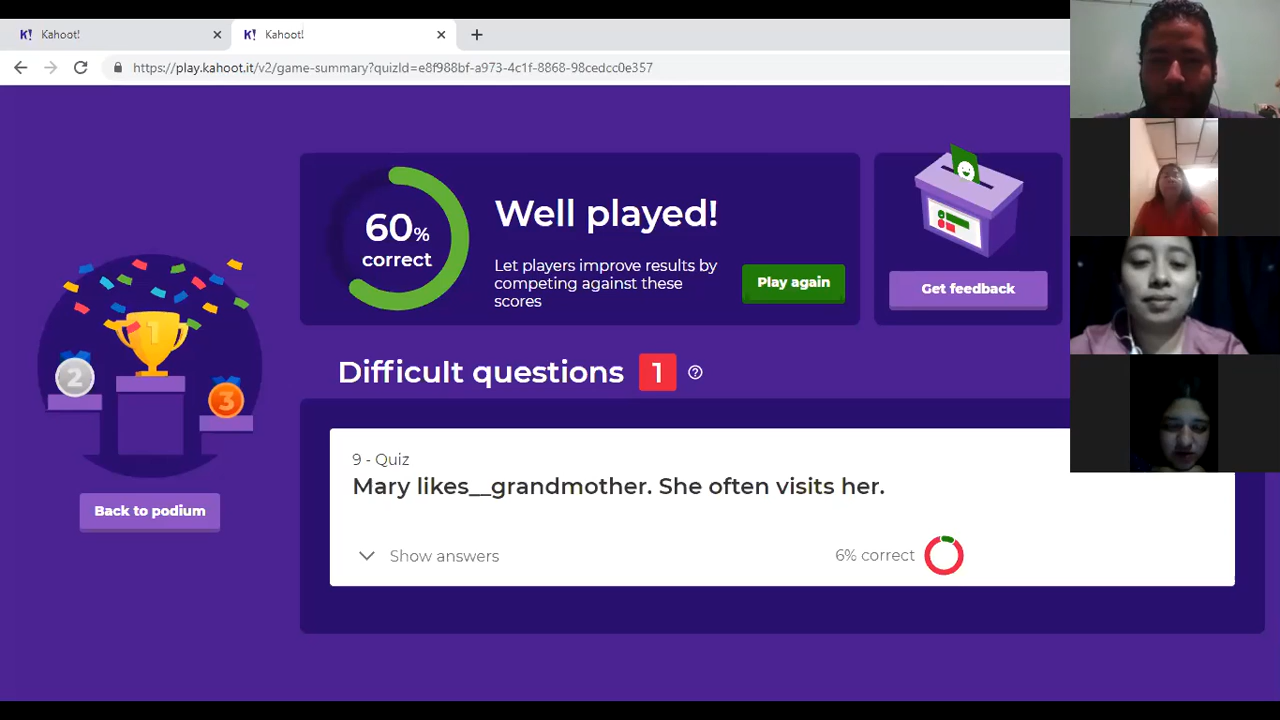 K! Kahoot!
K! Kahoot!
https://play.kahoot.it/v2/game-summary?quizId=e8f988bf-a973-4c1f-8868-98cedcc0e357
60%
correct
Well played!
Let players improve results by
competing against these
scores
Play again
Get feedback
1
2
3
Back to podium
Difficult questions 1
9 - Quiz
Mary likes__grandmother. She often visits her.
Show answers
6% correct